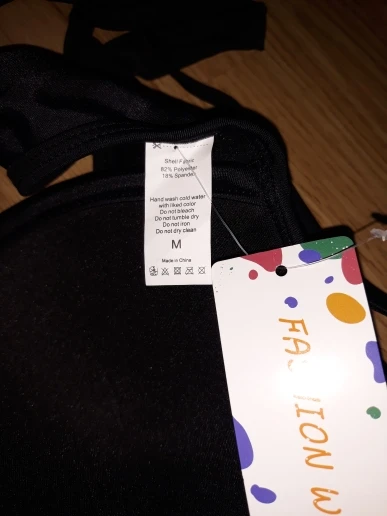 Shell Fabric
82% Polyester
18% Spandex
Hand wash cold water
with liked color
Do not bleach
Do not tumble dry
Do not iron
Do not dry clean
M
Made in China
FASHION W